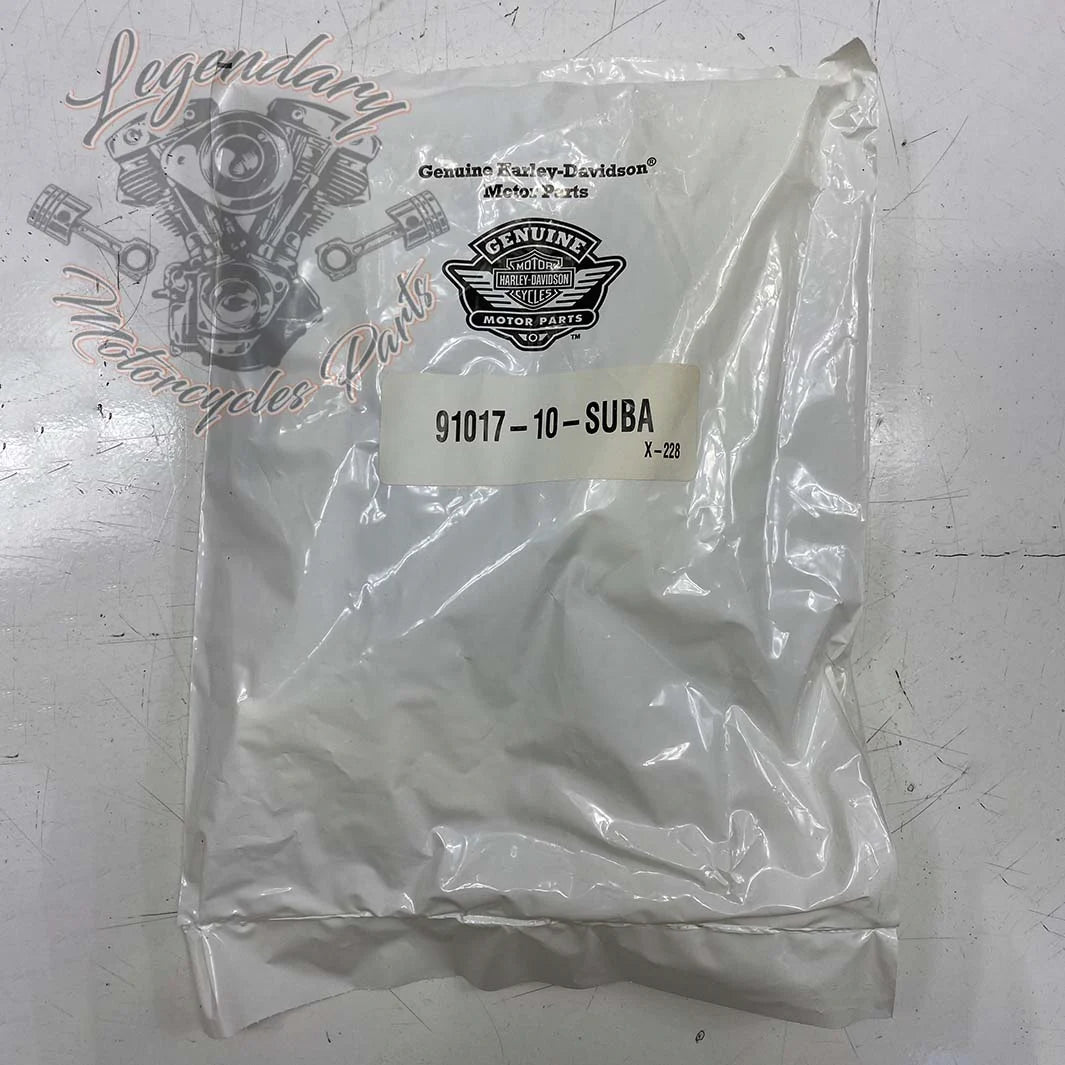 Legendary
Motorcycles Parts
Genuine Harley-Davidson®
Motor Parts
GENUINE
MOTOR
HARLEY-DAVIDSON
CYCLES
MOTOR PARTS
™
91017-10-SUBA
X-228